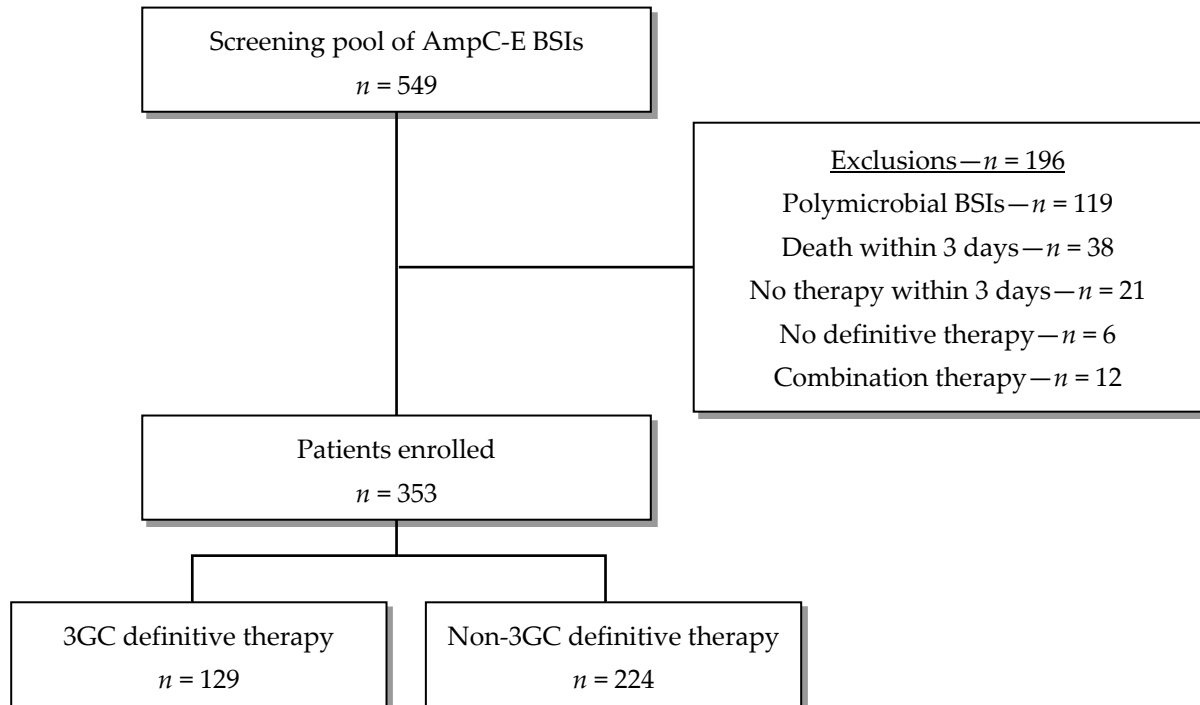 Screening pool of AmpC-E BSIs
n = 549
Exclusions—n = 196
Polymicrobial BSIs—n = 119
Death within 3 days—n = 38
No therapy within 3 days—n = 21
No definitive therapy—n = 6
Combination therapy—n = 12
Patients enrolled
n = 353
3GC definitive therapy
n = 129
Non-3GC definitive therapy
n = 224